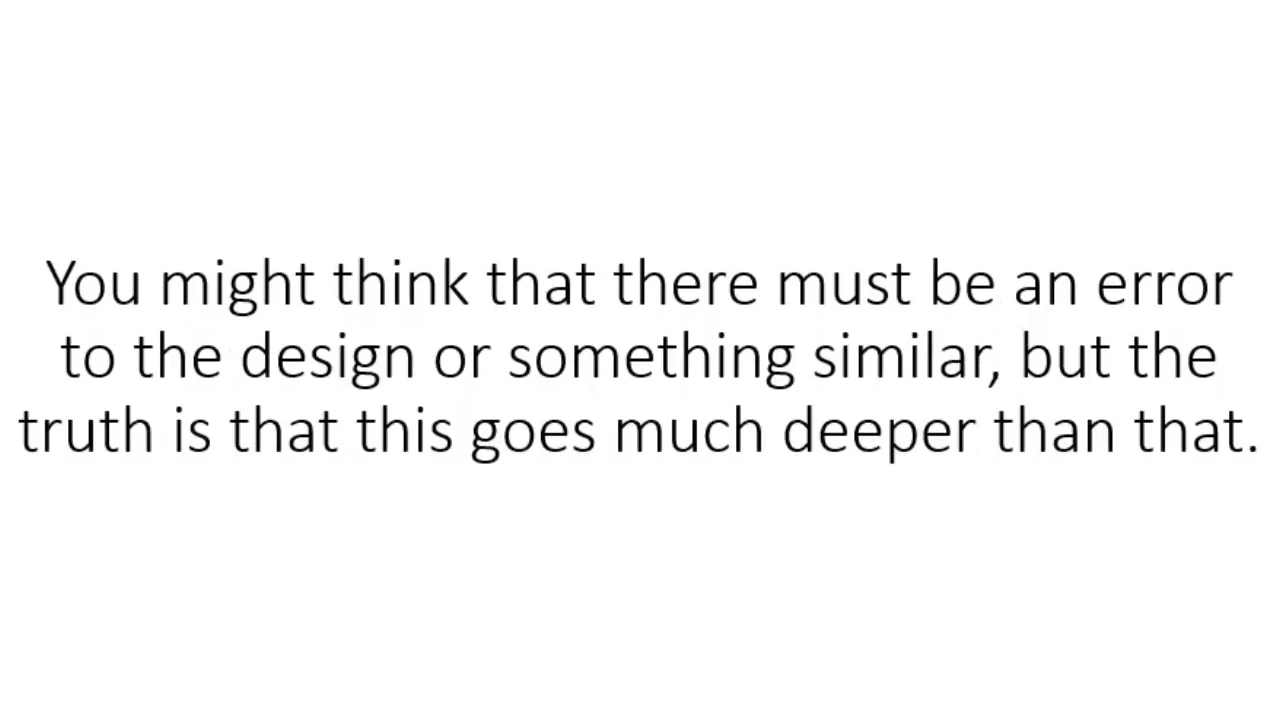 You might think that there must be an error
to the design or something similar, but the
truth is that this goes much deeper than that.